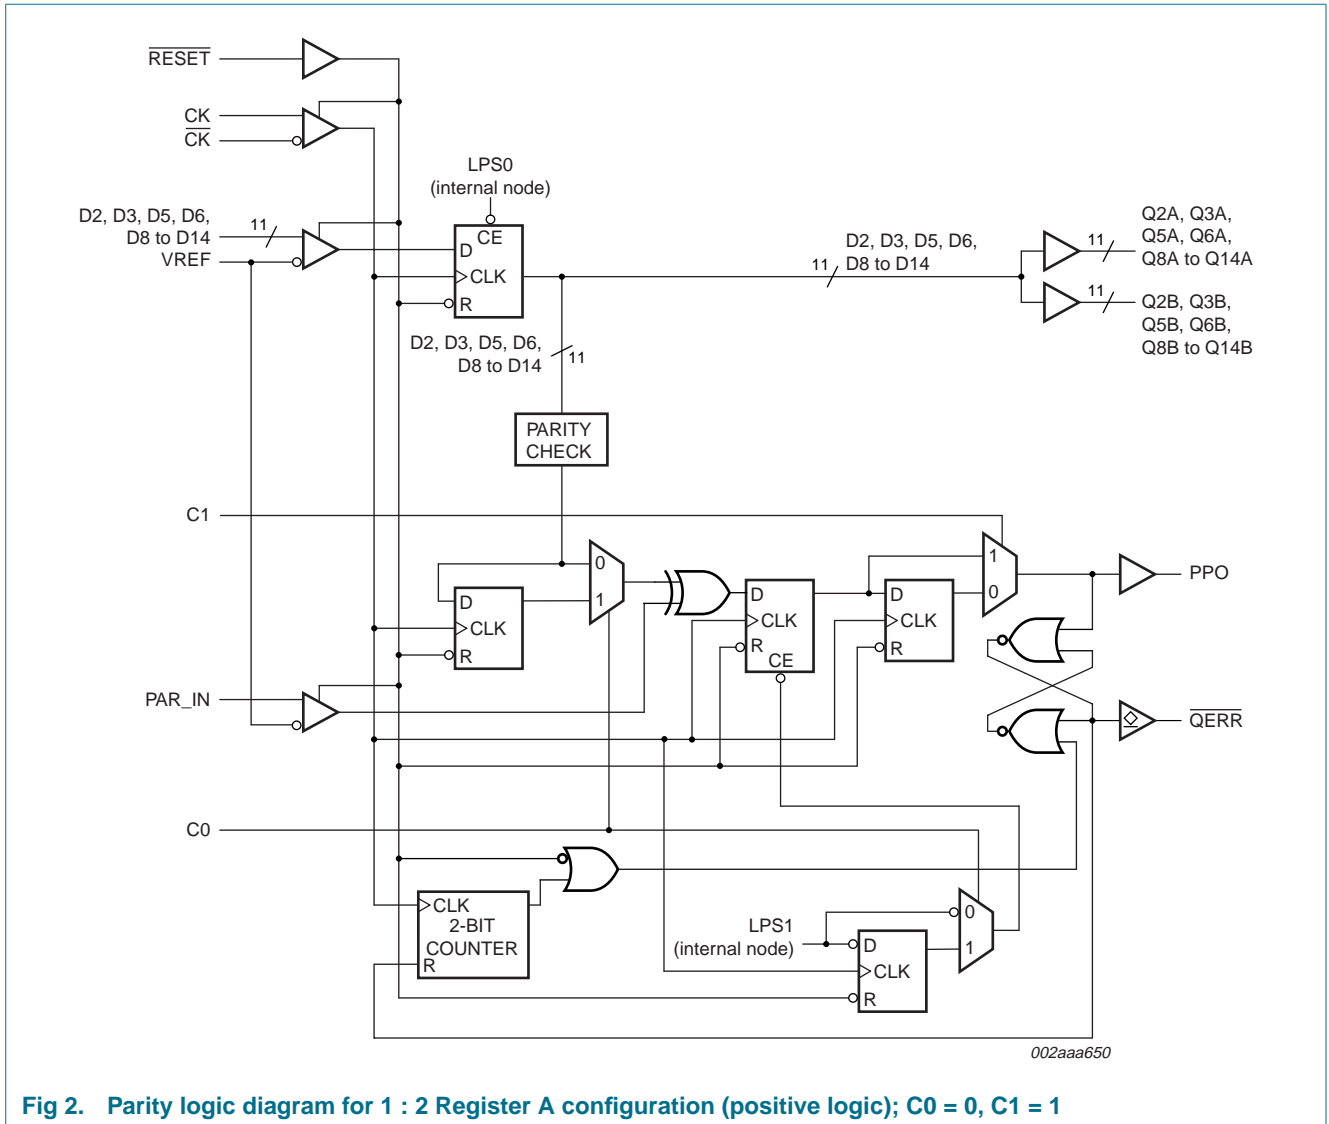 RESET
CK
CK
LPS0
(internal node)
D2, D3, D5, D6,
D8 to D14
11
VREF
CE
D
CLK
R
D2, D3, D5, D6,
D8 to D14
11
Q2A, Q3A,
Q5A, Q6A,
Q8A to Q14A
11
Q2B, Q3B,
Q5B, Q6B,
Q8B to Q14B
11
D2, D3, D5, D6,
D8 to D14
11
PARITY
CHECK
C1
0
1
D
CLK
R
D
CLK
R
CE
D
CLK
R
1
0
PPO
PAR_IN
QERR
C0
CLK
2-BIT
COUNTER
R
LPS1
(internal node)
D
CLK
R
0
1
002aaa650
Fig 2. Parity logic diagram for 1 : 2 Register A configuration (positive logic); C0 = 0, C1 = 1